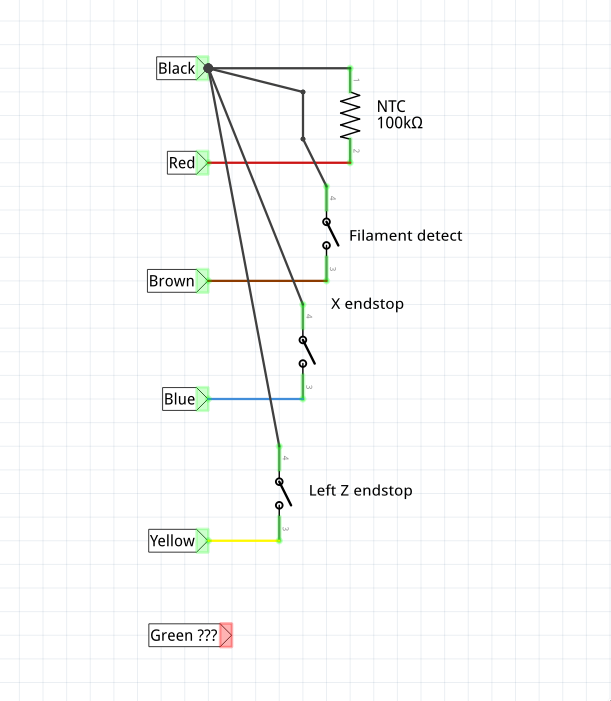 Black
1
NTC
100kΩ
2
Red
4
Filament detect
3
Brown
X endstop
4
3
Blue
4
Left Z endstop
3
Yellow
Green ???